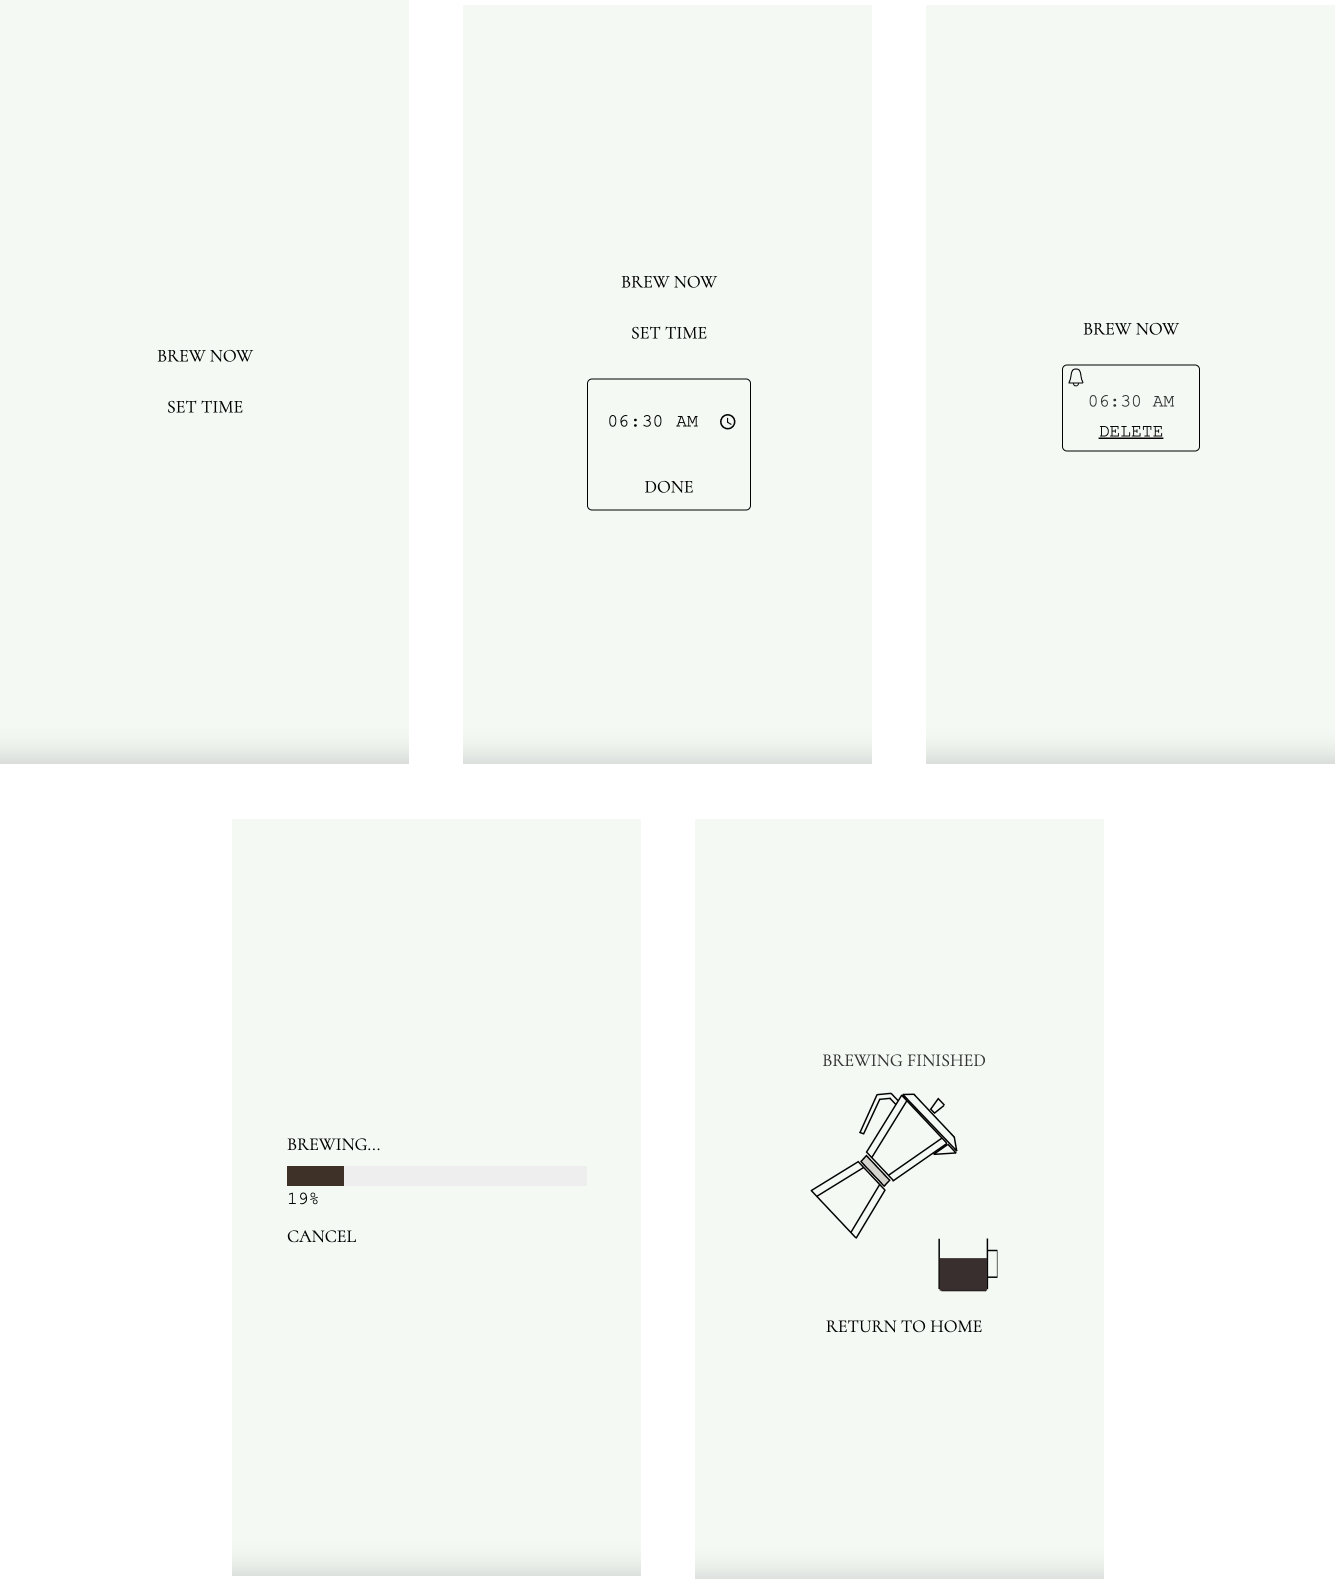 BREW NOW
SET TIME
BREW NOW
SET TIME
06:30 AM
DONE
BREW NOW
06:30 AM
DELETE
BREWING...
19%
CANCEL
BREWING FINISHED
RETURN TO HOME